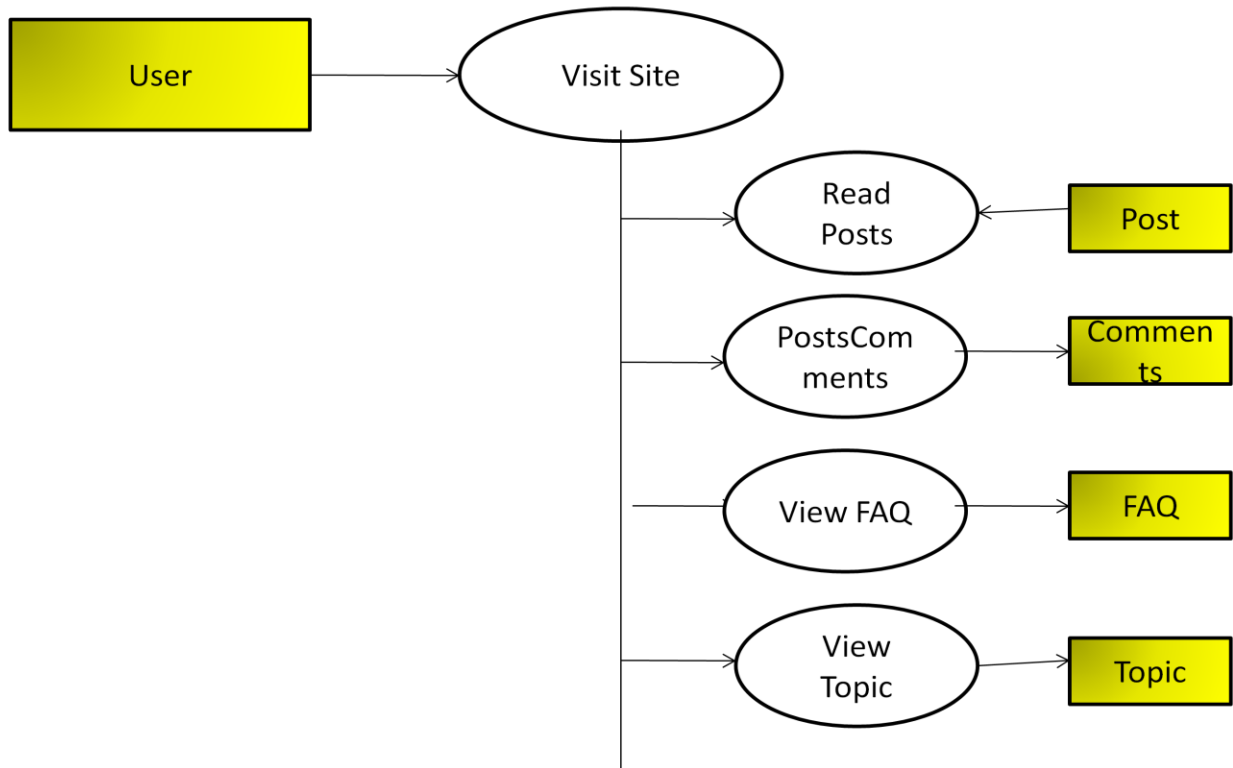 User
Visit Site
Read
Posts
Post
PostsCom
ments
Commen
ts
View FAQ
FAQ
View
Topic
Topic